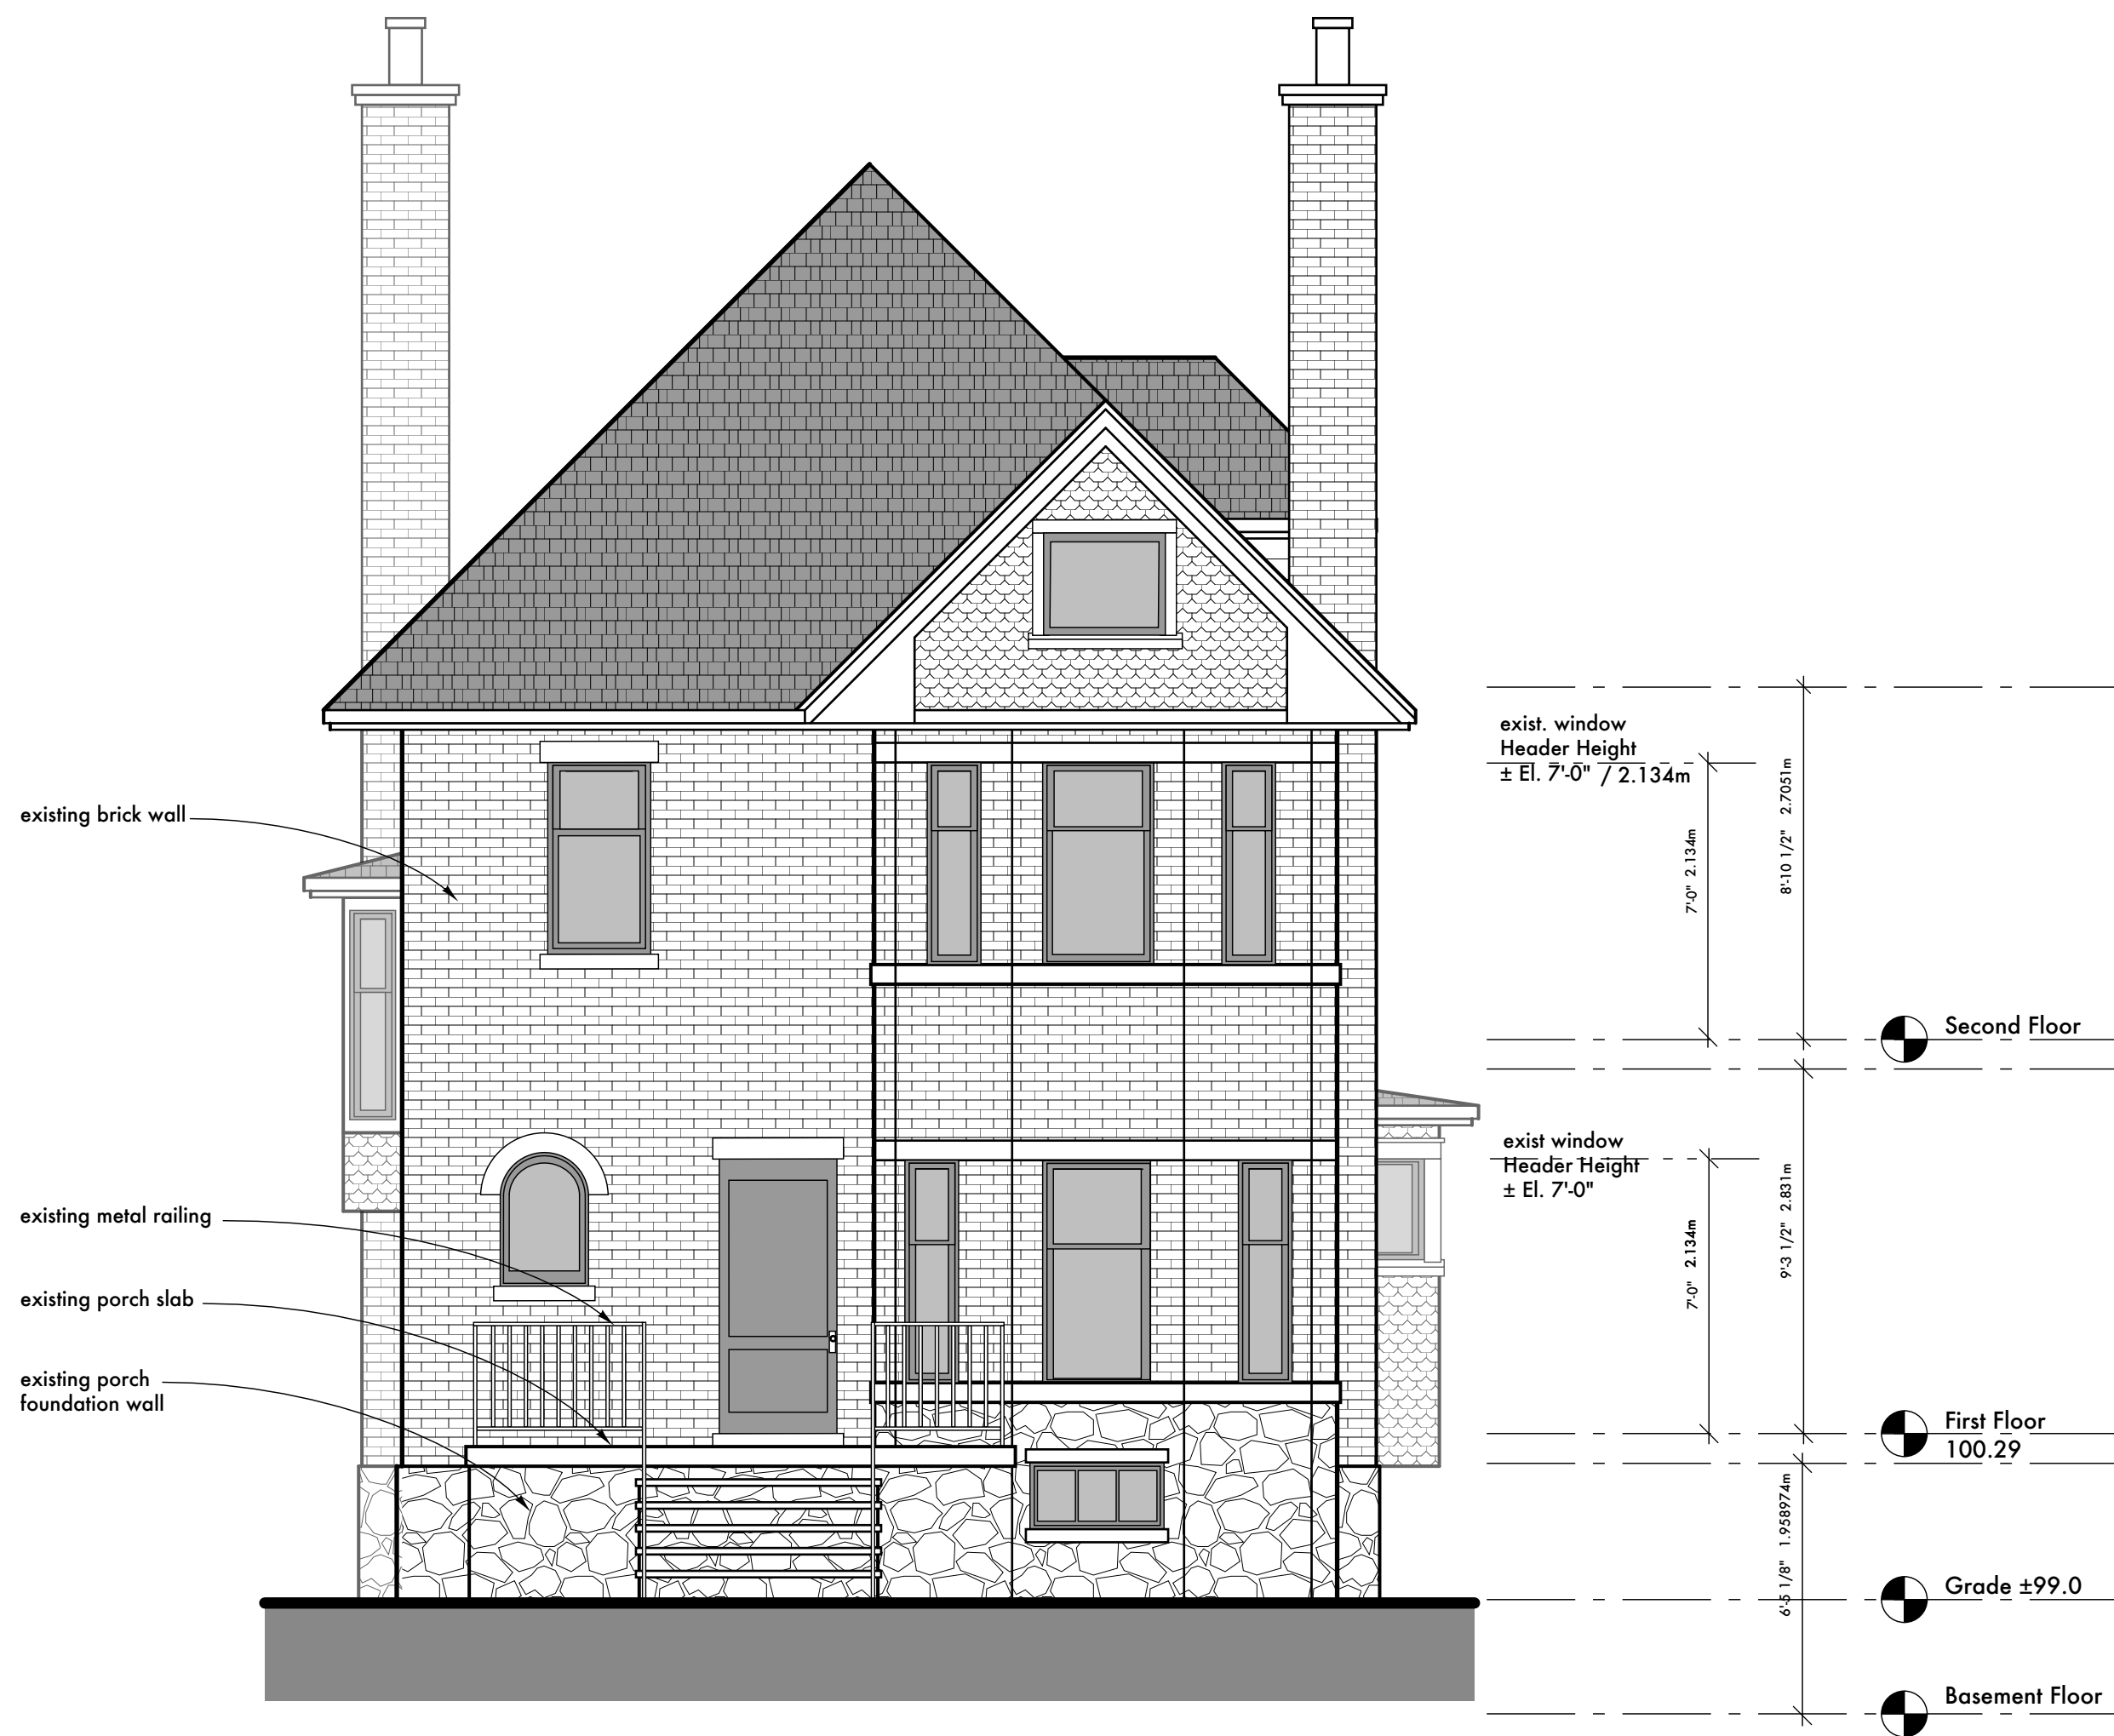 existing brick wall
existing metal railing
existing porch slab
existing porch
foundation wall
exist. window
Header Height
± El. 7'-0" / 2.134m
7'-0" 2.134m
8'-10 1/2" 2.7051m
Second Floor
exist window
Header Height
± El. 7'-0"
7'-0" 2.134m
9'-3 1/2" 2.831m
First Floor
100.29
6'-5 1/8" 1.958974m
Grade ±99.0
Basement Floor